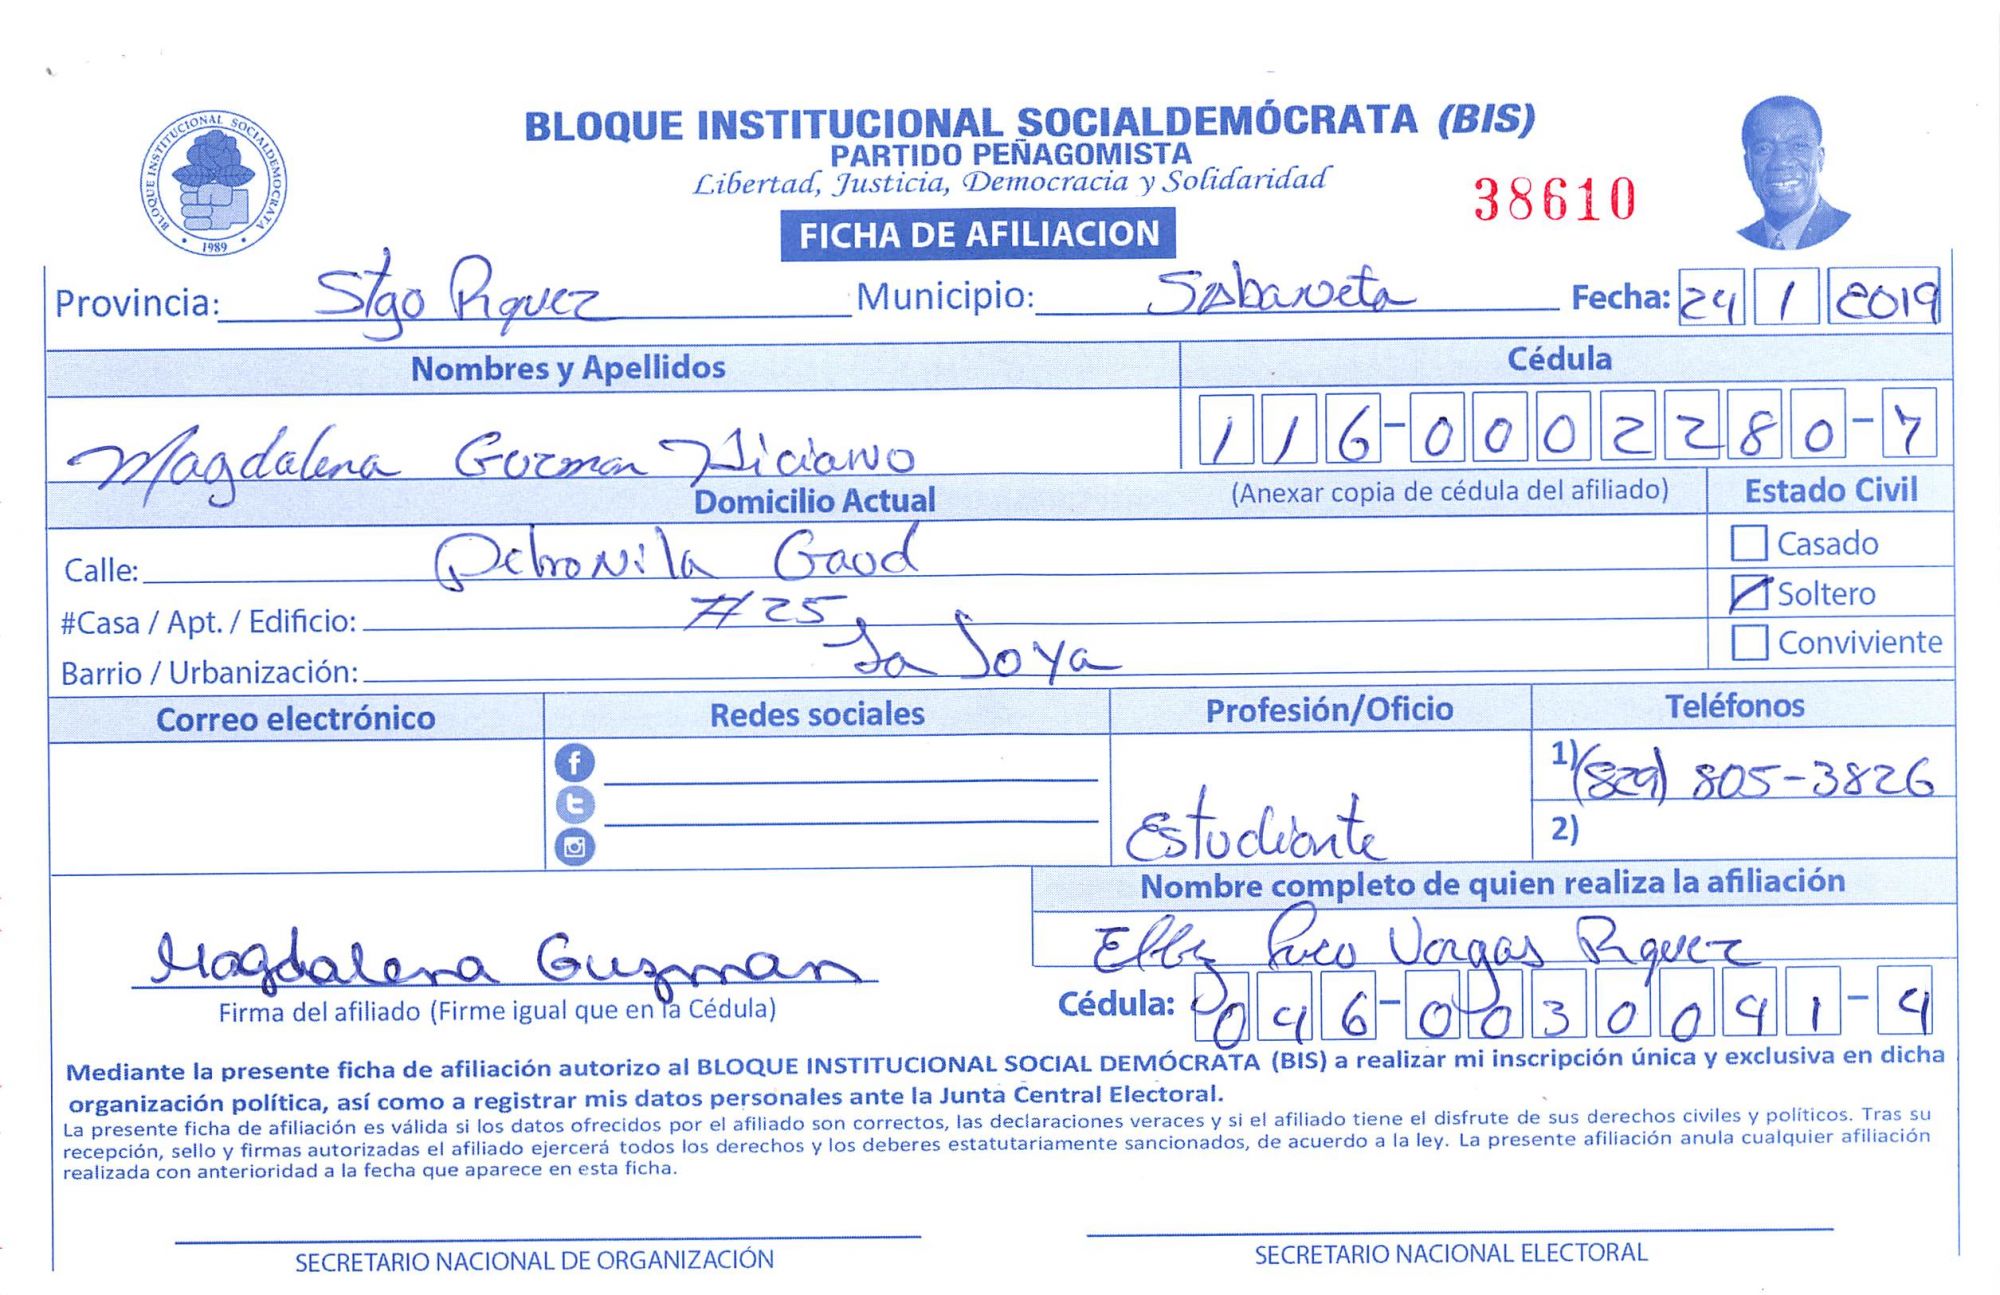 BLOQUE INSTITUCIONAL SOCIALDEMÓCRATA (BIS)
PARTIDO PEÑAGOMISTA
Libertad, Justicia, Democracia y Solidaridad
BLOQUE INSTITUCIONAL SOCIALDEMOCRATA
1989
38610
FICHA DE AFILIACION
Provincia: Stgo Rguez Municipio: Sabaneta Fecha: 24 1 2019
Nombres y Apellidos Cédula
Magdalena Guzman Hiciano 116-0002280-7
Domicilio Actual (Anexar copia de cédula del afiliado) Estado Civil
Calle: Petronila Casado
#Casa / Apt. / Edificio: #25 Soltero
Barrio / Urbanización: La Joya Conviviente
Correo electrónico Redes sociales Profesión/Oficio Teléfonos
1) (829) 805-3826
Estudiante 2)
Nombre completo de quien realiza la afiliación
Vargas Rguez
Magdalena Guzman
Firma del afiliado (Firme igual que en la Cédula) Cédula: 046-0030091-4
Mediante la presente ficha de afiliación autorizo al BLOQUE INSTITUCIONAL SOCIAL DEMÓCRATA (BIS) a realizar mi inscripción única y exclusiva en dicha
organización política, así como a registrar mis datos personales ante la Junta Central Electoral.
La presente ficha de afiliación es válida si los datos ofrecidos por el afiliado son correctos, las declaraciones veraces y si el afiliado tiene el disfrute de sus derechos civiles y políticos. Tras su
recepción, sello y firmas autorizadas el afiliado ejercerá todos los derechos y los deberes estatutariamente sancionados, de acuerdo a la ley. La presente afiliación anula cualquier afiliación
realizada con anterioridad a la fecha que aparece en esta ficha.
SECRETARIO NACIONAL DE ORGANIZACIÓN SECRETARIO NACIONAL ELECTORAL